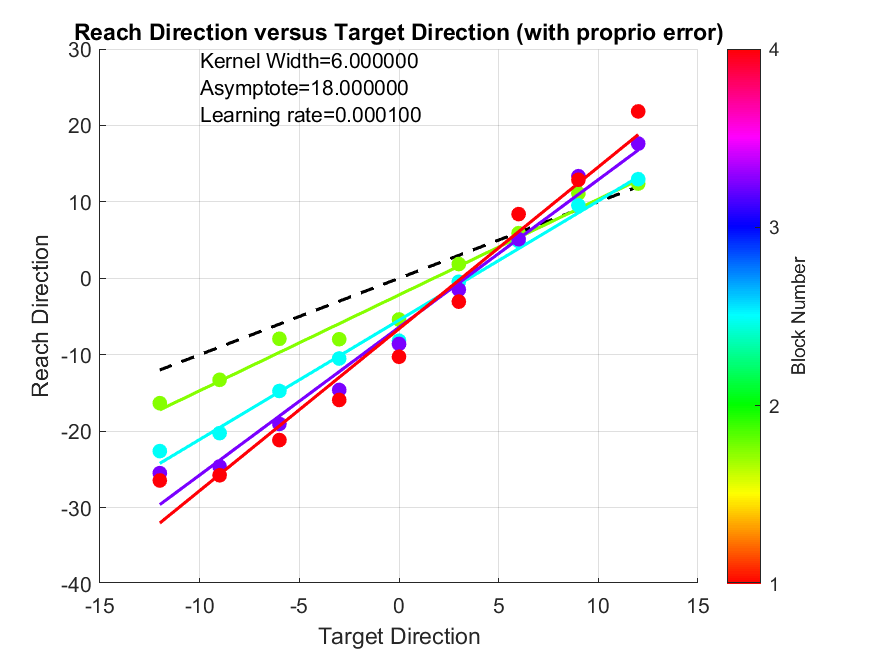 Reach Direction versus Target Direction (with proprio error)
Kernel Width=6.000000
Asymptote=18.000000
Learning rate=0.000100
30
20
10
0
-10
-20
-30
-40
Reach Direction
-15
-10
-5
0
5
10
15
Target Direction
4
3
2
1
Block Number